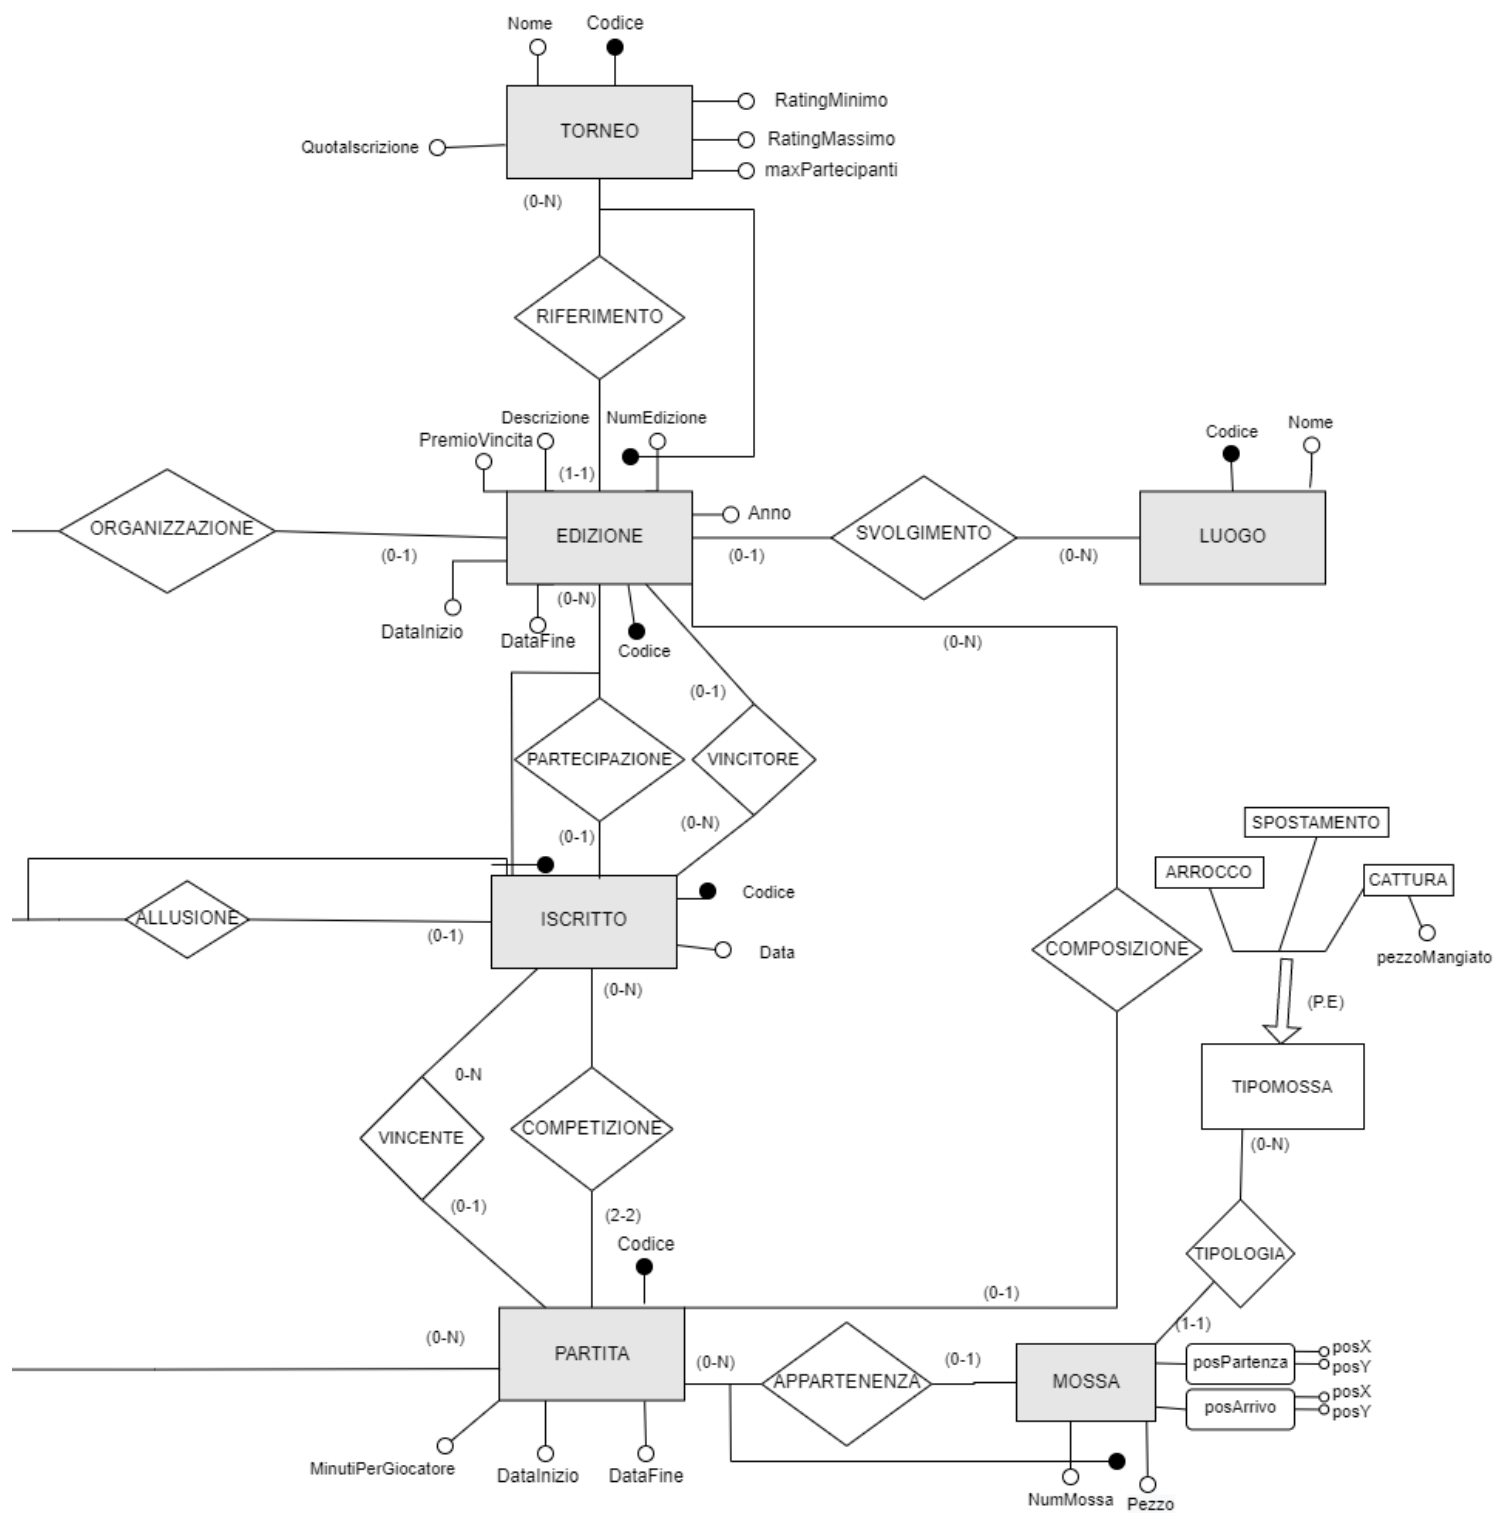 Nome
Codice
RatingMinimo
TORNEO
RatingMassimo
QuotaIscrizione
maxPartecipanti
(0-N)
RIFERIMENTO
Descrizione
NumEdizione
PremioVincita
Nome
Codice
(1-1)
Anno
ORGANIZZAZIONE
EDIZIONE
SVOLGIMENTO
LUOGO
(0-1)
(0-1)
(0-N)
(0-N)
DataInizio
DataFine
Codice
(0-N)
(0-1)
PARTECIPAZIONE
VINCITORE
(0-1)
(0-N)
SPOSTAMENTO
ARROCCO
CATTURA
Codice
ALLUSIONE
ISCRITTO
(0-1)
Data
COMPOSIZIONE
pezzoMangiato
(0-N)
(P.E)
0-N
TIPOMOSSA
VINCENTE
COMPETIZIONE
(0-N)
(0-1)
(2-2)
Codice
TIPOLOGIA
(0-1)
(1-1)
(0-N)
PARTITA
(0-N)
(0-1)
APPARTENENZA
MOSSA
posPartenza
posX
posY
posArrivo
posX
posY
MinutiPerGiocatore
DataInizio
DataFine
NumMossa
Pezzo